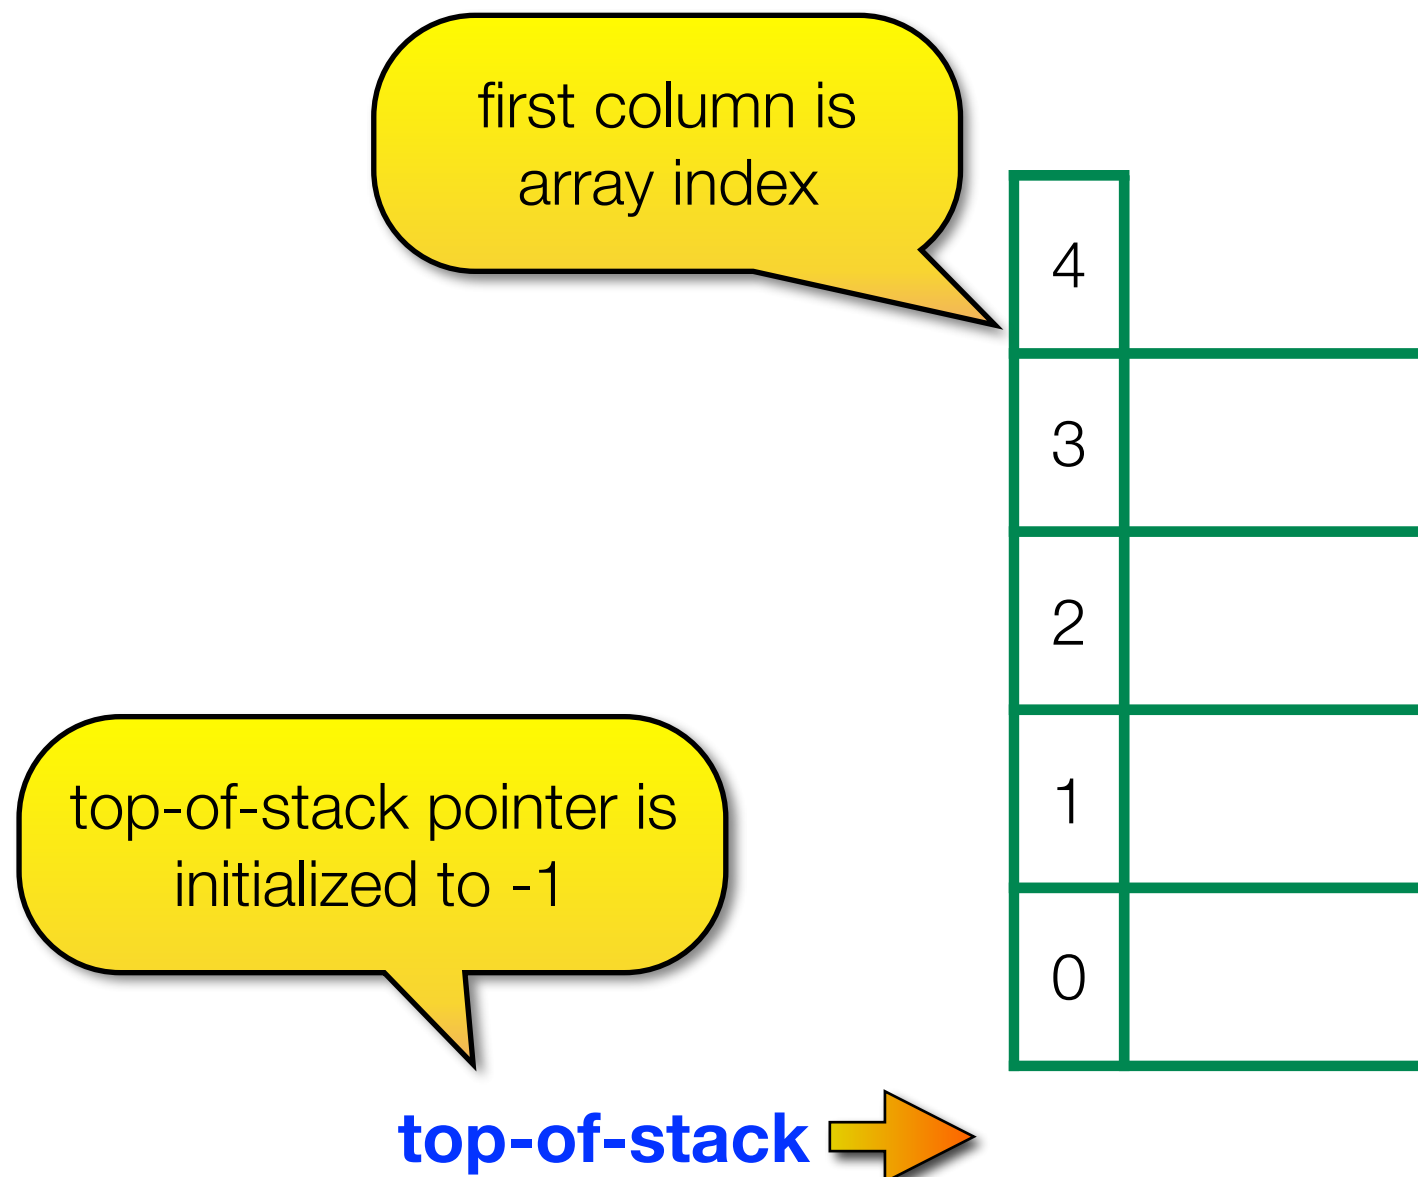 first column is
array index
4
3
2
1
0
top-of-stack pointer is
initialized to -1
top-of-stack